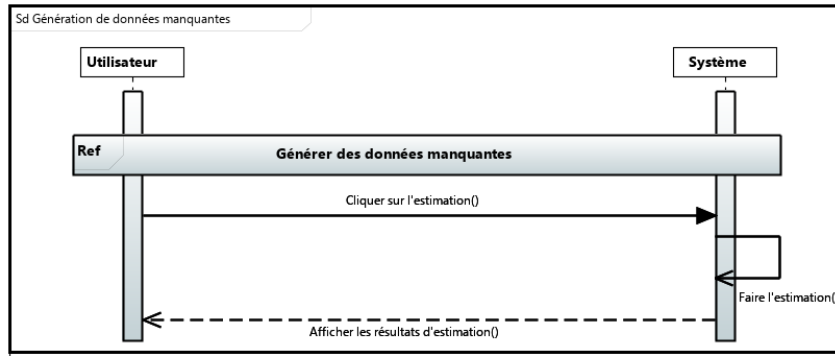 Sd Génération de données manquantes
Utilisateur
Système
Ref
Générer des données manquantes
Cliquer sur l'estimation()
Faire l'estimation(
Afficher les résultats d'estimation()